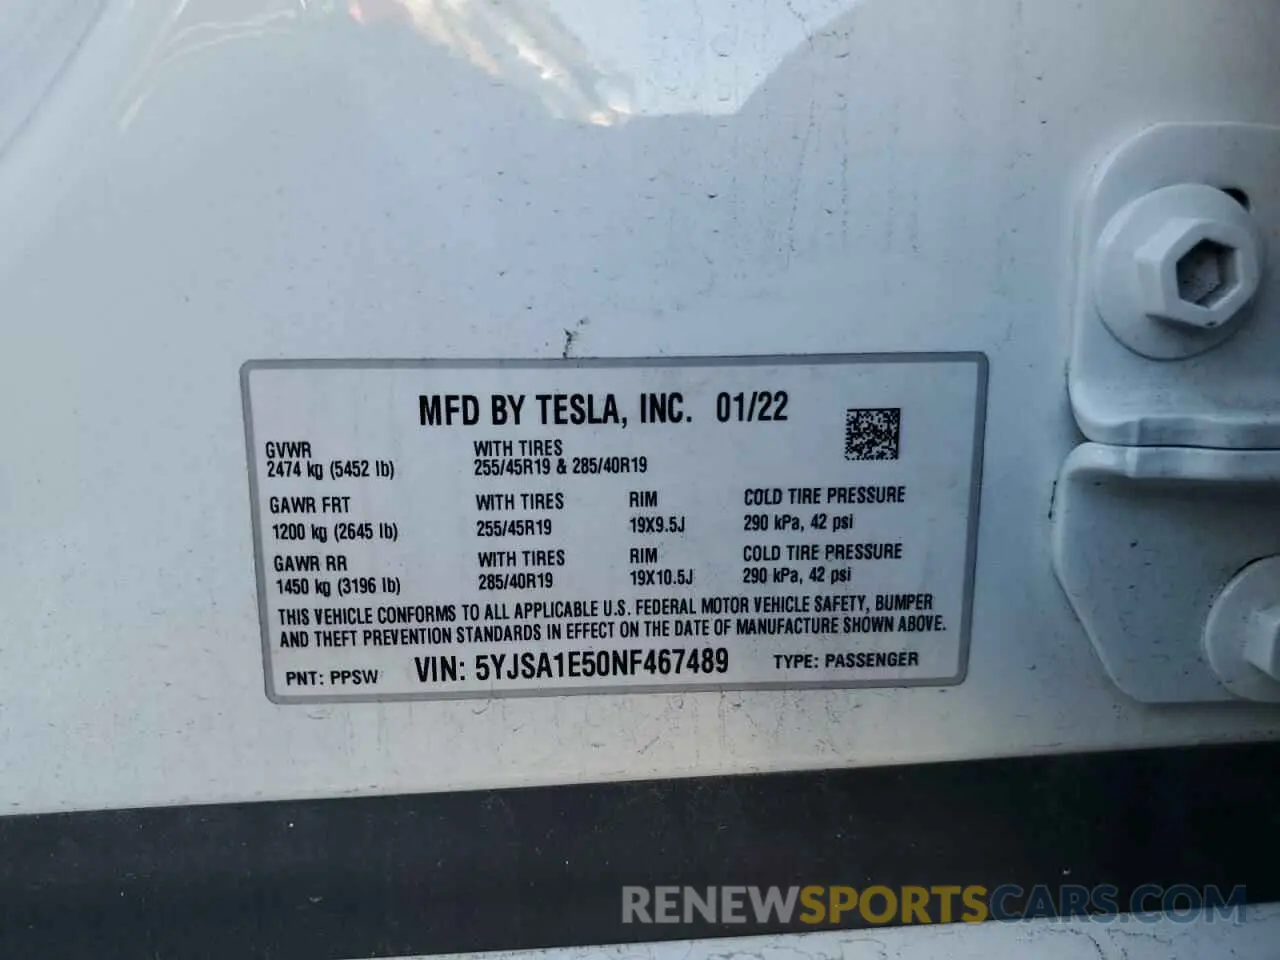 MFD BY TESLA, INC. 01/22
GVWR
2474 kg (5452 lb)
WITH TIRES
255/45R19 & 285/40R19
GAWR FRT WITH TIRES RIM COLD TIRE PRESSURE
1200 kg (2645 lb) 255/45R19 19X9.5J 290 kPa, 42 psi
GAWR RR WITH TIRES RIM COLD TIRE PRESSURE
1450 kg (3196 lb) 285/40R19 19X10.5J 290 kPa, 42 psi
THIS VEHICLE CONFORMS TO ALL APPLICABLE U.S. FEDERAL MOTOR VEHICLE SAFETY, BUMPER
AND THEFT PREVENTION STANDARDS IN EFFECT ON THE DATE OF MANUFACTURE SHOWN ABOVE.
PNT: PPSW VIN: 5YJSA1E50NF467489 TYPE: PASSENGER
RENEWSPORTSCARS.COM